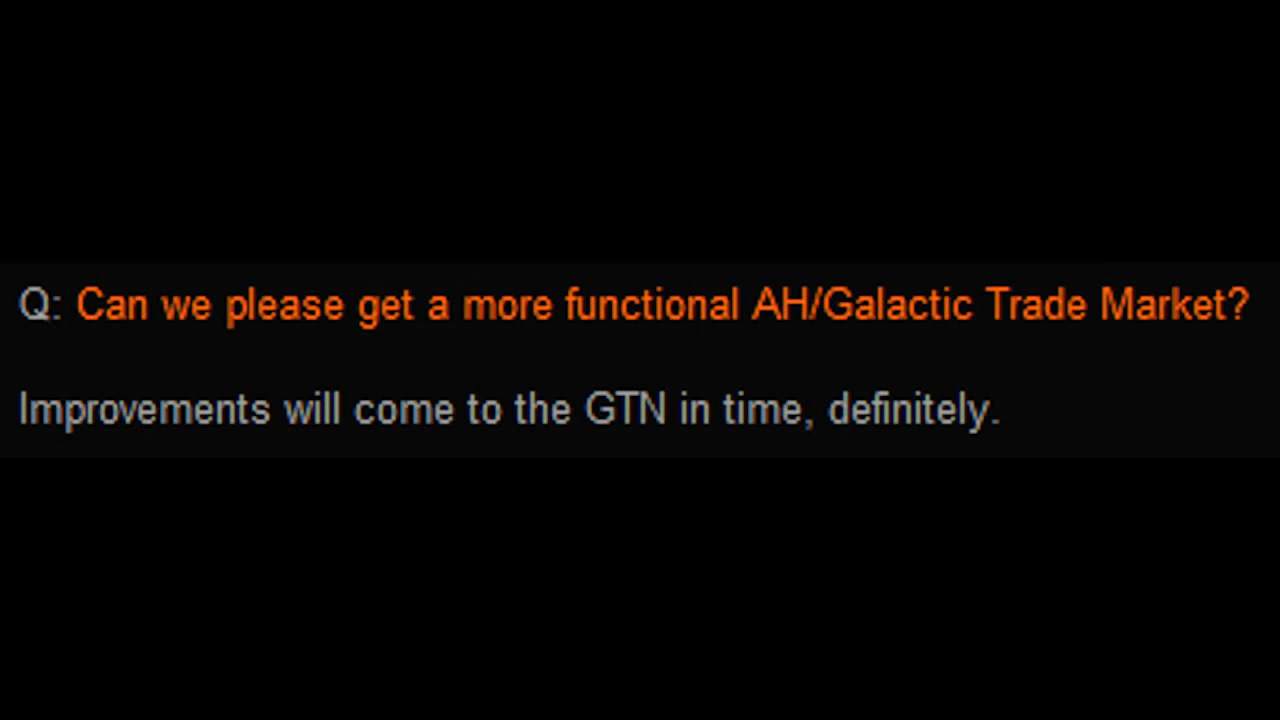 Q: Can we please get a more functional AH/Galactic Trade Market?
Improvements will come to the GTN in time, definitely.